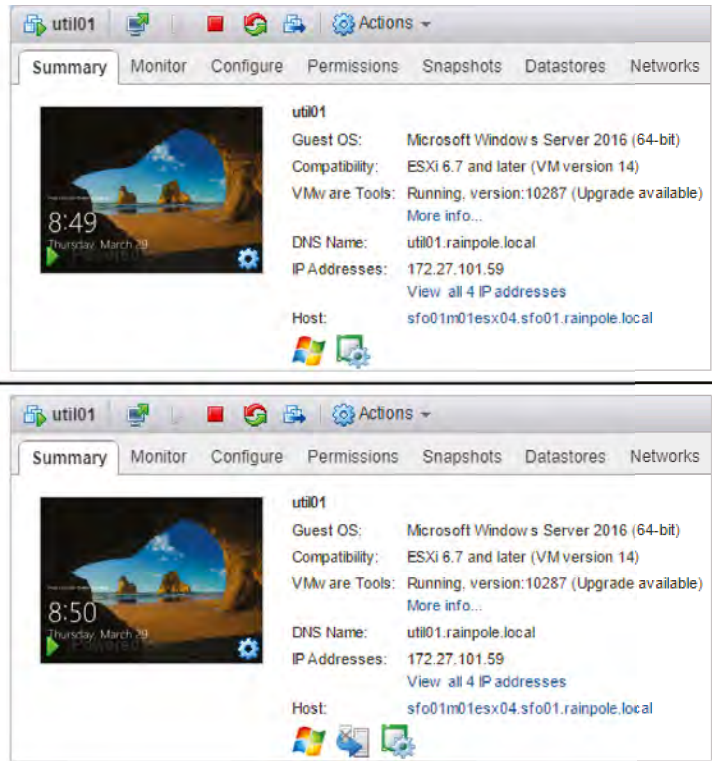 util01 Actions
Summary Monitor Configure Permissions Snapshots Datastores Networks
util01
Guest OS: Microsoft Windows Server 2016 (64-bit)
Compatibility: ESXi 6.7 and later (VM version 14)
VMware Tools: Running, version:10287 (Upgrade available)
More info...
DNS Name: util01.rainpole.local
IP Addresses: 172.27.101.59
View all 4 IP addresses
Host: sfo01m01esx04.sfo01.rainpole.local
8:49
Thursday, March 29
Powered
util01 Actions
Summary Monitor Configure Permissions Snapshots Datastores Networks
util01
Guest OS: Microsoft Windows Server 2016 (64-bit)
Compatibility: ESXi 6.7 and later (VM version 14)
VMware Tools: Running, version:10287 (Upgrade available)
More info...
DNS Name: util01.rainpole.local
IP Addresses: 172.27.101.59
View all 4 IP addresses
Host: sfo01m01esx04.sfo01.rainpole.local
8:50
Thursday, March 29
Powered